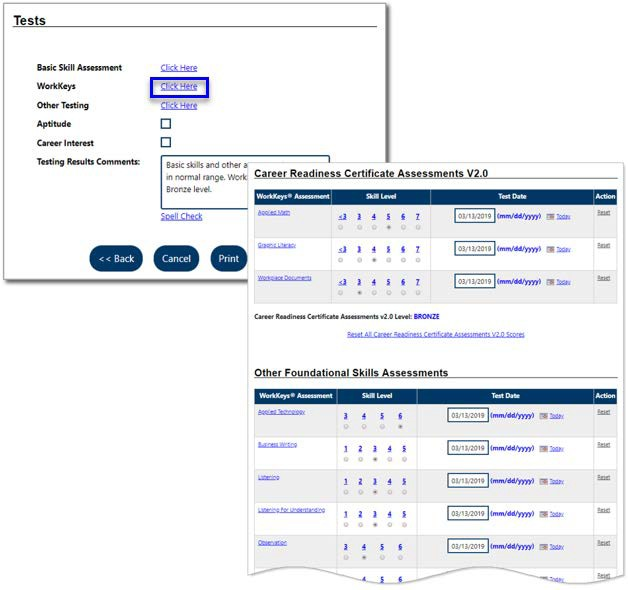 Tests
Basic Skill Assessment Click Here
WorkKeys Click Here
Other Testing Click Here
Aptitude
Career Interest
Testing Results Comments:
Basic skills and other a
in normal range. Work
Bronze level.
Spell Check
<< Back Cancel Print
Career Readiness Certificate Assessments V2.0
WorkKeys® Assessment Skill Level Test Date Action
Applied Math <3 3 4 5 6 7 03/13/2019 (mm/dd/yyyy) Today Reset
Graphic Literacy <3 3 4 5 6 7 03/13/2019 (mm/dd/yyyy) Today Reset
Workplace Documents <3 3 4 5 6 7 03/13/2019 (mm/dd/yyyy) Today Reset
Career Readiness Certificate Assessments v2.0 Level: BRONZE
Reset All Career Readiness Certificate Assessments V2.0 Scores
Other Foundational Skills Assessments
WorkKeys® Assessment Skill Level Test Date Action
Applied Technology 3 4 5 6 03/13/2019 (mm/dd/yyyy) Today Reset
Business Writing 1 2 3 4 5 03/13/2019 (mm/dd/yyyy) Today Reset
Listening 1 2 3 4 5 03/13/2019 (mm/dd/yyyy) Today Reset
Listening For Understanding 1 2 3 4 5 03/13/2019 (mm/dd/yyyy) Today Reset
Observation 3 4 5 6 03/13/2019 (mm/dd/yyyy) Today Reset
4 5 6 03/13/2019 (mm/dd/yyyy) Today Reset